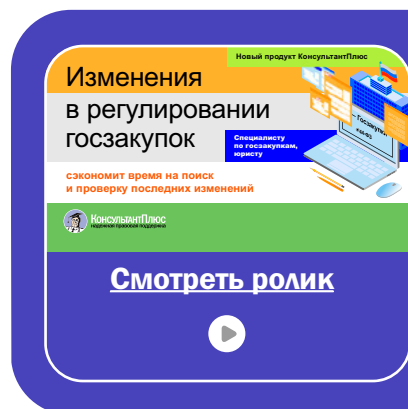 Новый продукт КонсультантПлюс
Изменения
в регулировании
госзакупок
Госзакупки
Специалисту
по госзакупкам,
юристу
сэкономит время на поиск
и проверку последних изменений
КонсультантПлюс
надежная правовая поддержка
Смотреть ролик